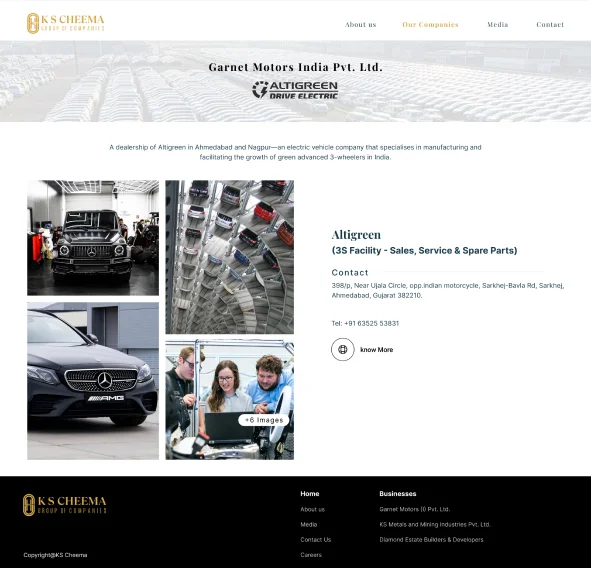 K S CHEEMA
GROUP OF COMPANIES
About us
Our Companies
Media
Contact
Garnet Motors India Pvt. Ltd.
ALTIGREEN
DRIVE ELECTRIC
A dealership of Altigreen in Ahmedabad and Nagpur—an electric vehicle company that specialises in manufacturing and
facilitating the growth of green advanced 3-wheelers in India.
AMG
+6 Images
Altigreen
(3S Facility - Sales, Service & Spare Parts)
Contact
398/p, Near Ujala Circle, opp.indian motorcycle, Sarkhej-Bavla Rd, Sarkhej,
Ahmedabad, Gujarat 382210.
Tel: +91 63525 53831
know More
K S CHEEMA
GROUP OF COMPANIES
Copyright@KS Cheema
Home
About us
Media
Contact Us
Careers
Businesses
Garnet Motors (I) Pvt. Ltd.
KS Metals and Mining Industries Pvt. Ltd.
Diamond Estate Builders & Developers